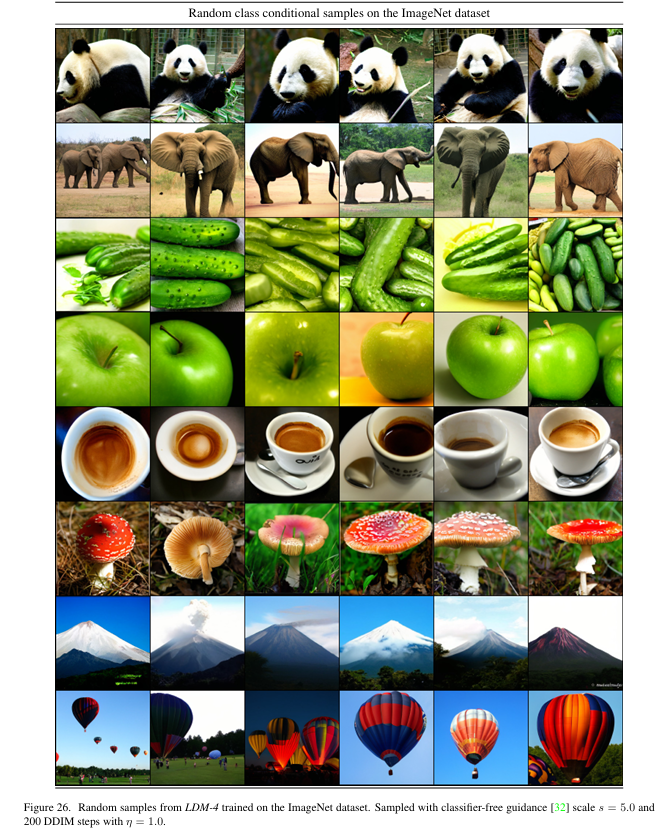 Random class conditional samples on the ImageNet dataset
Figure 26. Random samples from LDM-4 trained on the ImageNet dataset. Sampled with classifier-free guidance [32] scale s = 5.0 and
200 DDIM steps with η = 1.0.